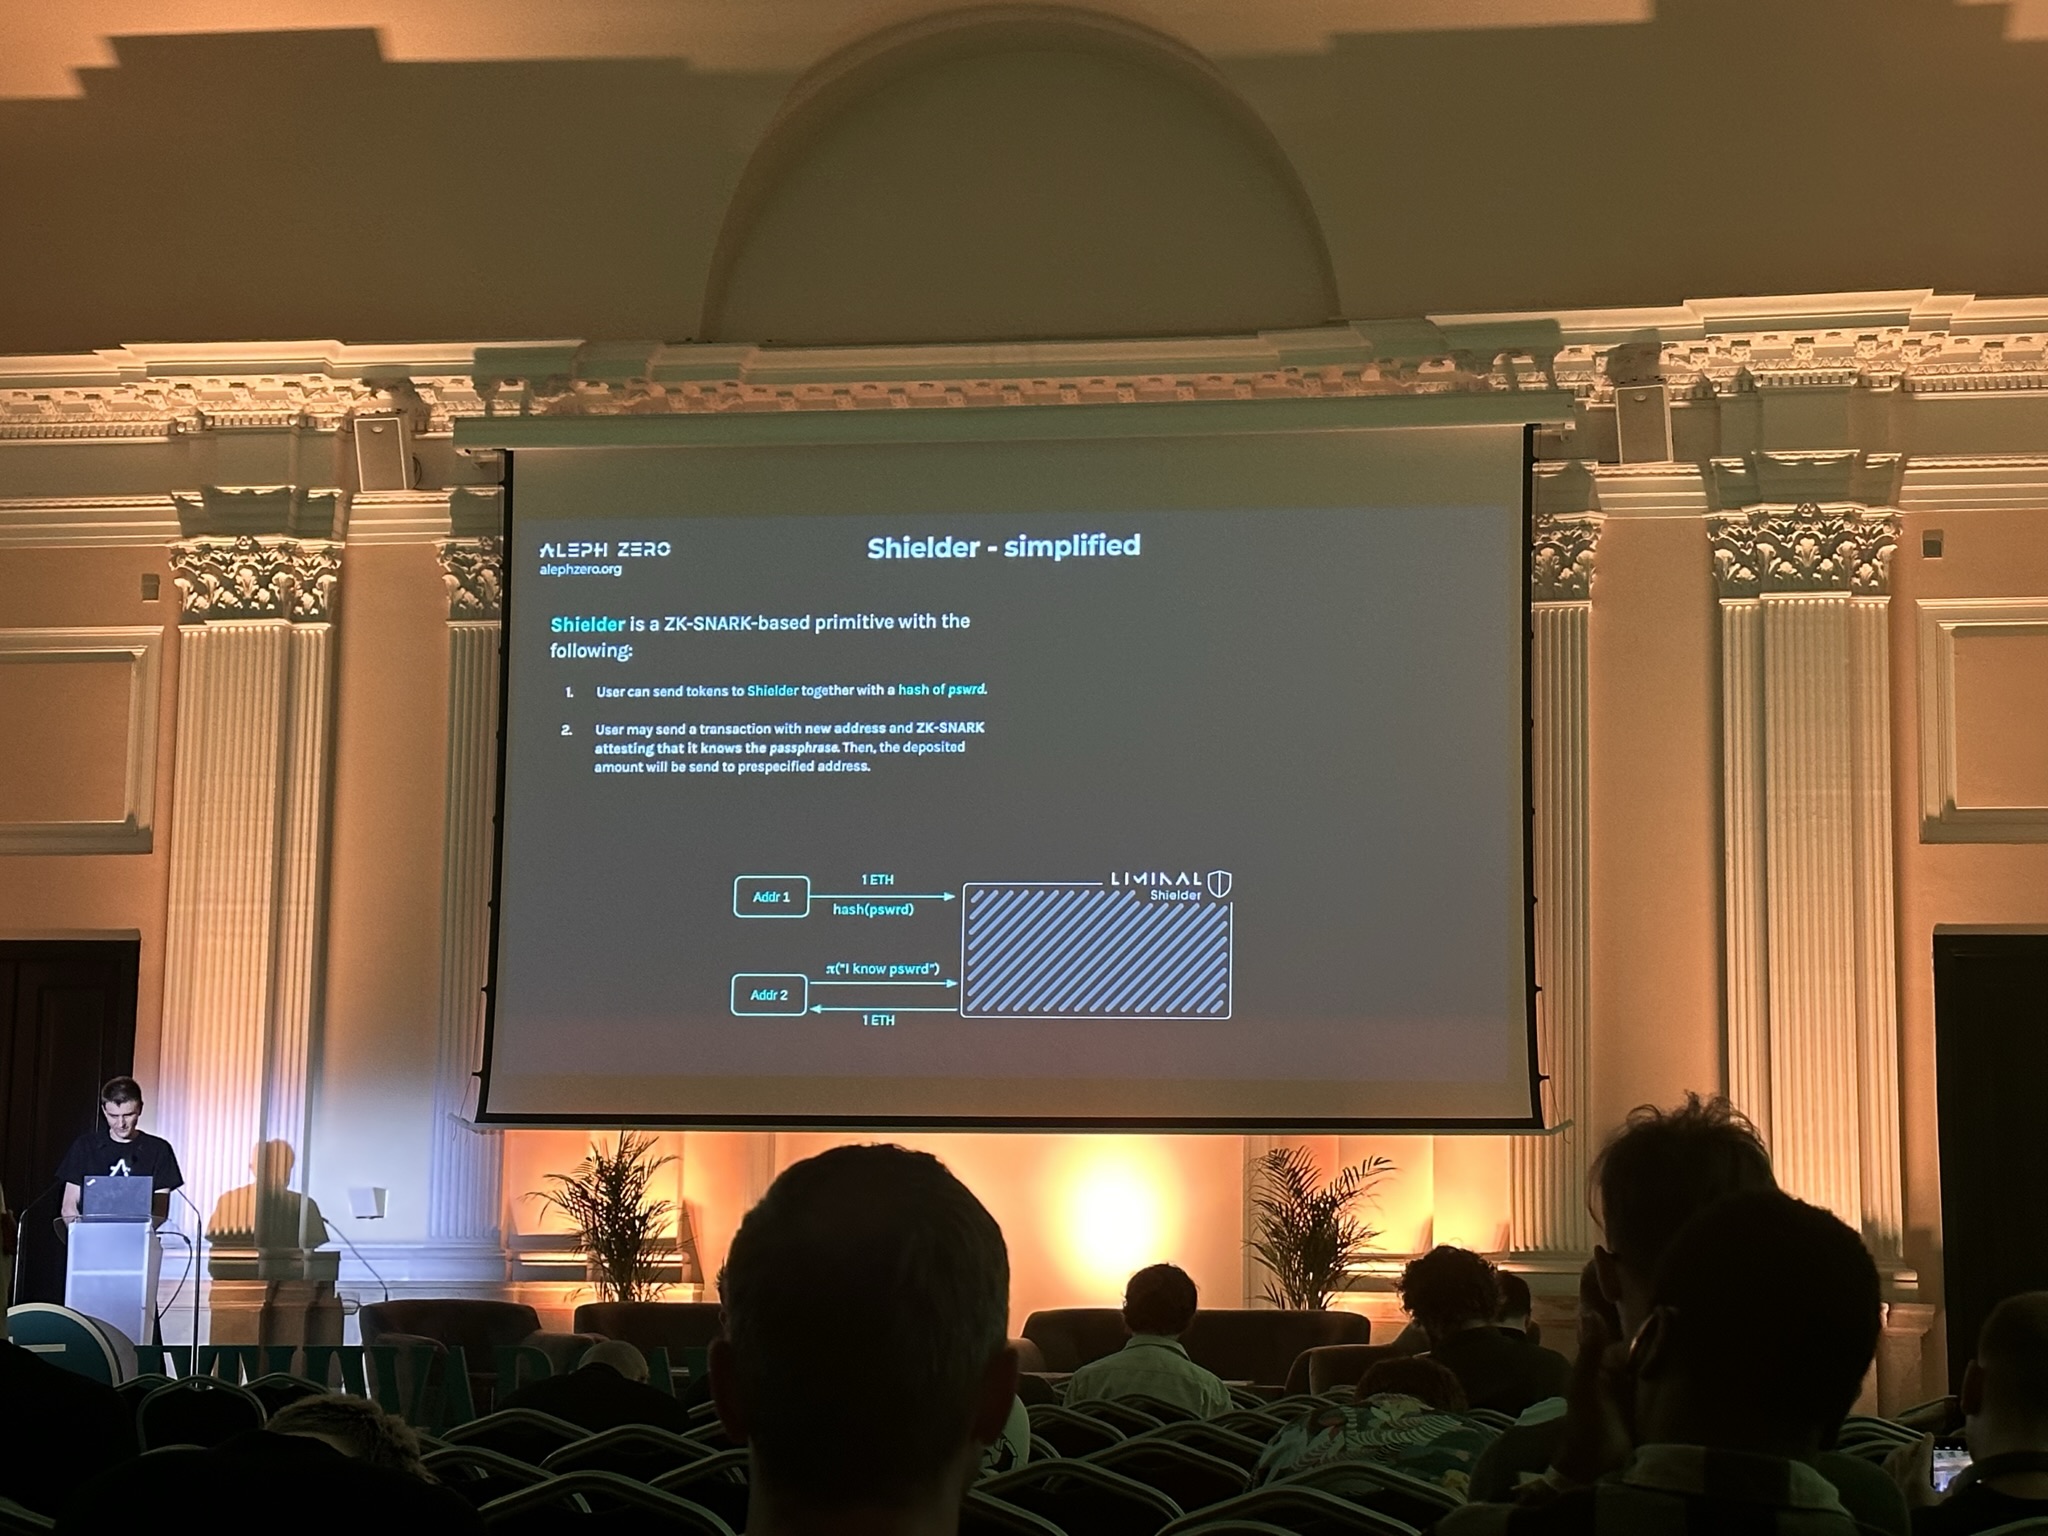 ALEPH ZERO
alephzero.org
Shielder - simplified
Shielder is a ZK-SNARK-based primitive with the
following:
1. User can send tokens to Shielder together with a hash of pswrd.
2. User may send a transaction with new address and ZK-SNARK
attesting that it knows the passphrase. Then, the deposited
amount will be send to prespecified address.
LIMINAL
Shielder
Addr 1
1 ETH
hash(pswrd)
π("I know pswrd")
Addr 2
1 ETH